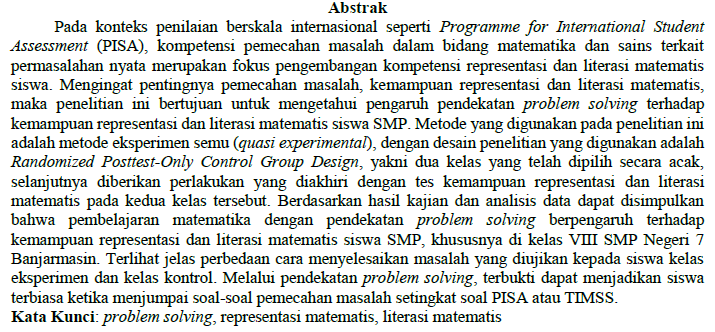 Abstrak
Pada konteks penilaian berskala internasional seperti Programme for International Student
Assessment (PISA), kompetensi pemecahan masalah dalam bidang matematika dan sains terkait
permasalahan nyata merupakan fokus pengembangan kompetensi representasi dan literasi matematis
siswa. Mengingat pentingnya pemecahan masalah, kemampuan representasi dan literasi matematis,
maka penelitian ini bertujuan untuk mengetahui pengaruh pendekatan problem solving terhadap
kemampuan representasi dan literasi matematis siswa SMP. Metode yang digunakan pada penelitian ini
adalah metode eksperimen semu (quasi experimental), dengan desain penelitian yang digunakan adalah
Randomized Posttest-Only Control Group Design, yakni dua kelas yang telah dipilih secara acak,
selanjutnya diberikan perlakukan yang diakhiri dengan tes kemampuan representasi dan literasi
matematis pada kedua kelas tersebut. Berdasarkan hasil kajian dan analisis data dapat disimpulkan
bahwa pembelajaran matematika dengan pendekatan problem solving berpengaruh terhadap
kemampuan representasi dan literasi matematis siswa SMP, khususnya di kelas VIII SMP Negeri 7
Banjarmasin. Terlihat jelas perbedaan cara menyelesaikan masalah yang diujikan kepada siswa kelas
eksperimen dan kelas kontrol. Melalui pendekatan problem solving, terbukti dapat menjadikan siswa
terbiasa ketika menjumpai soal-soal pemecahan masalah setingkat soal PISA atau TIMSS.
Kata Kunci: problem solving, representasi matematis, literasi matematis